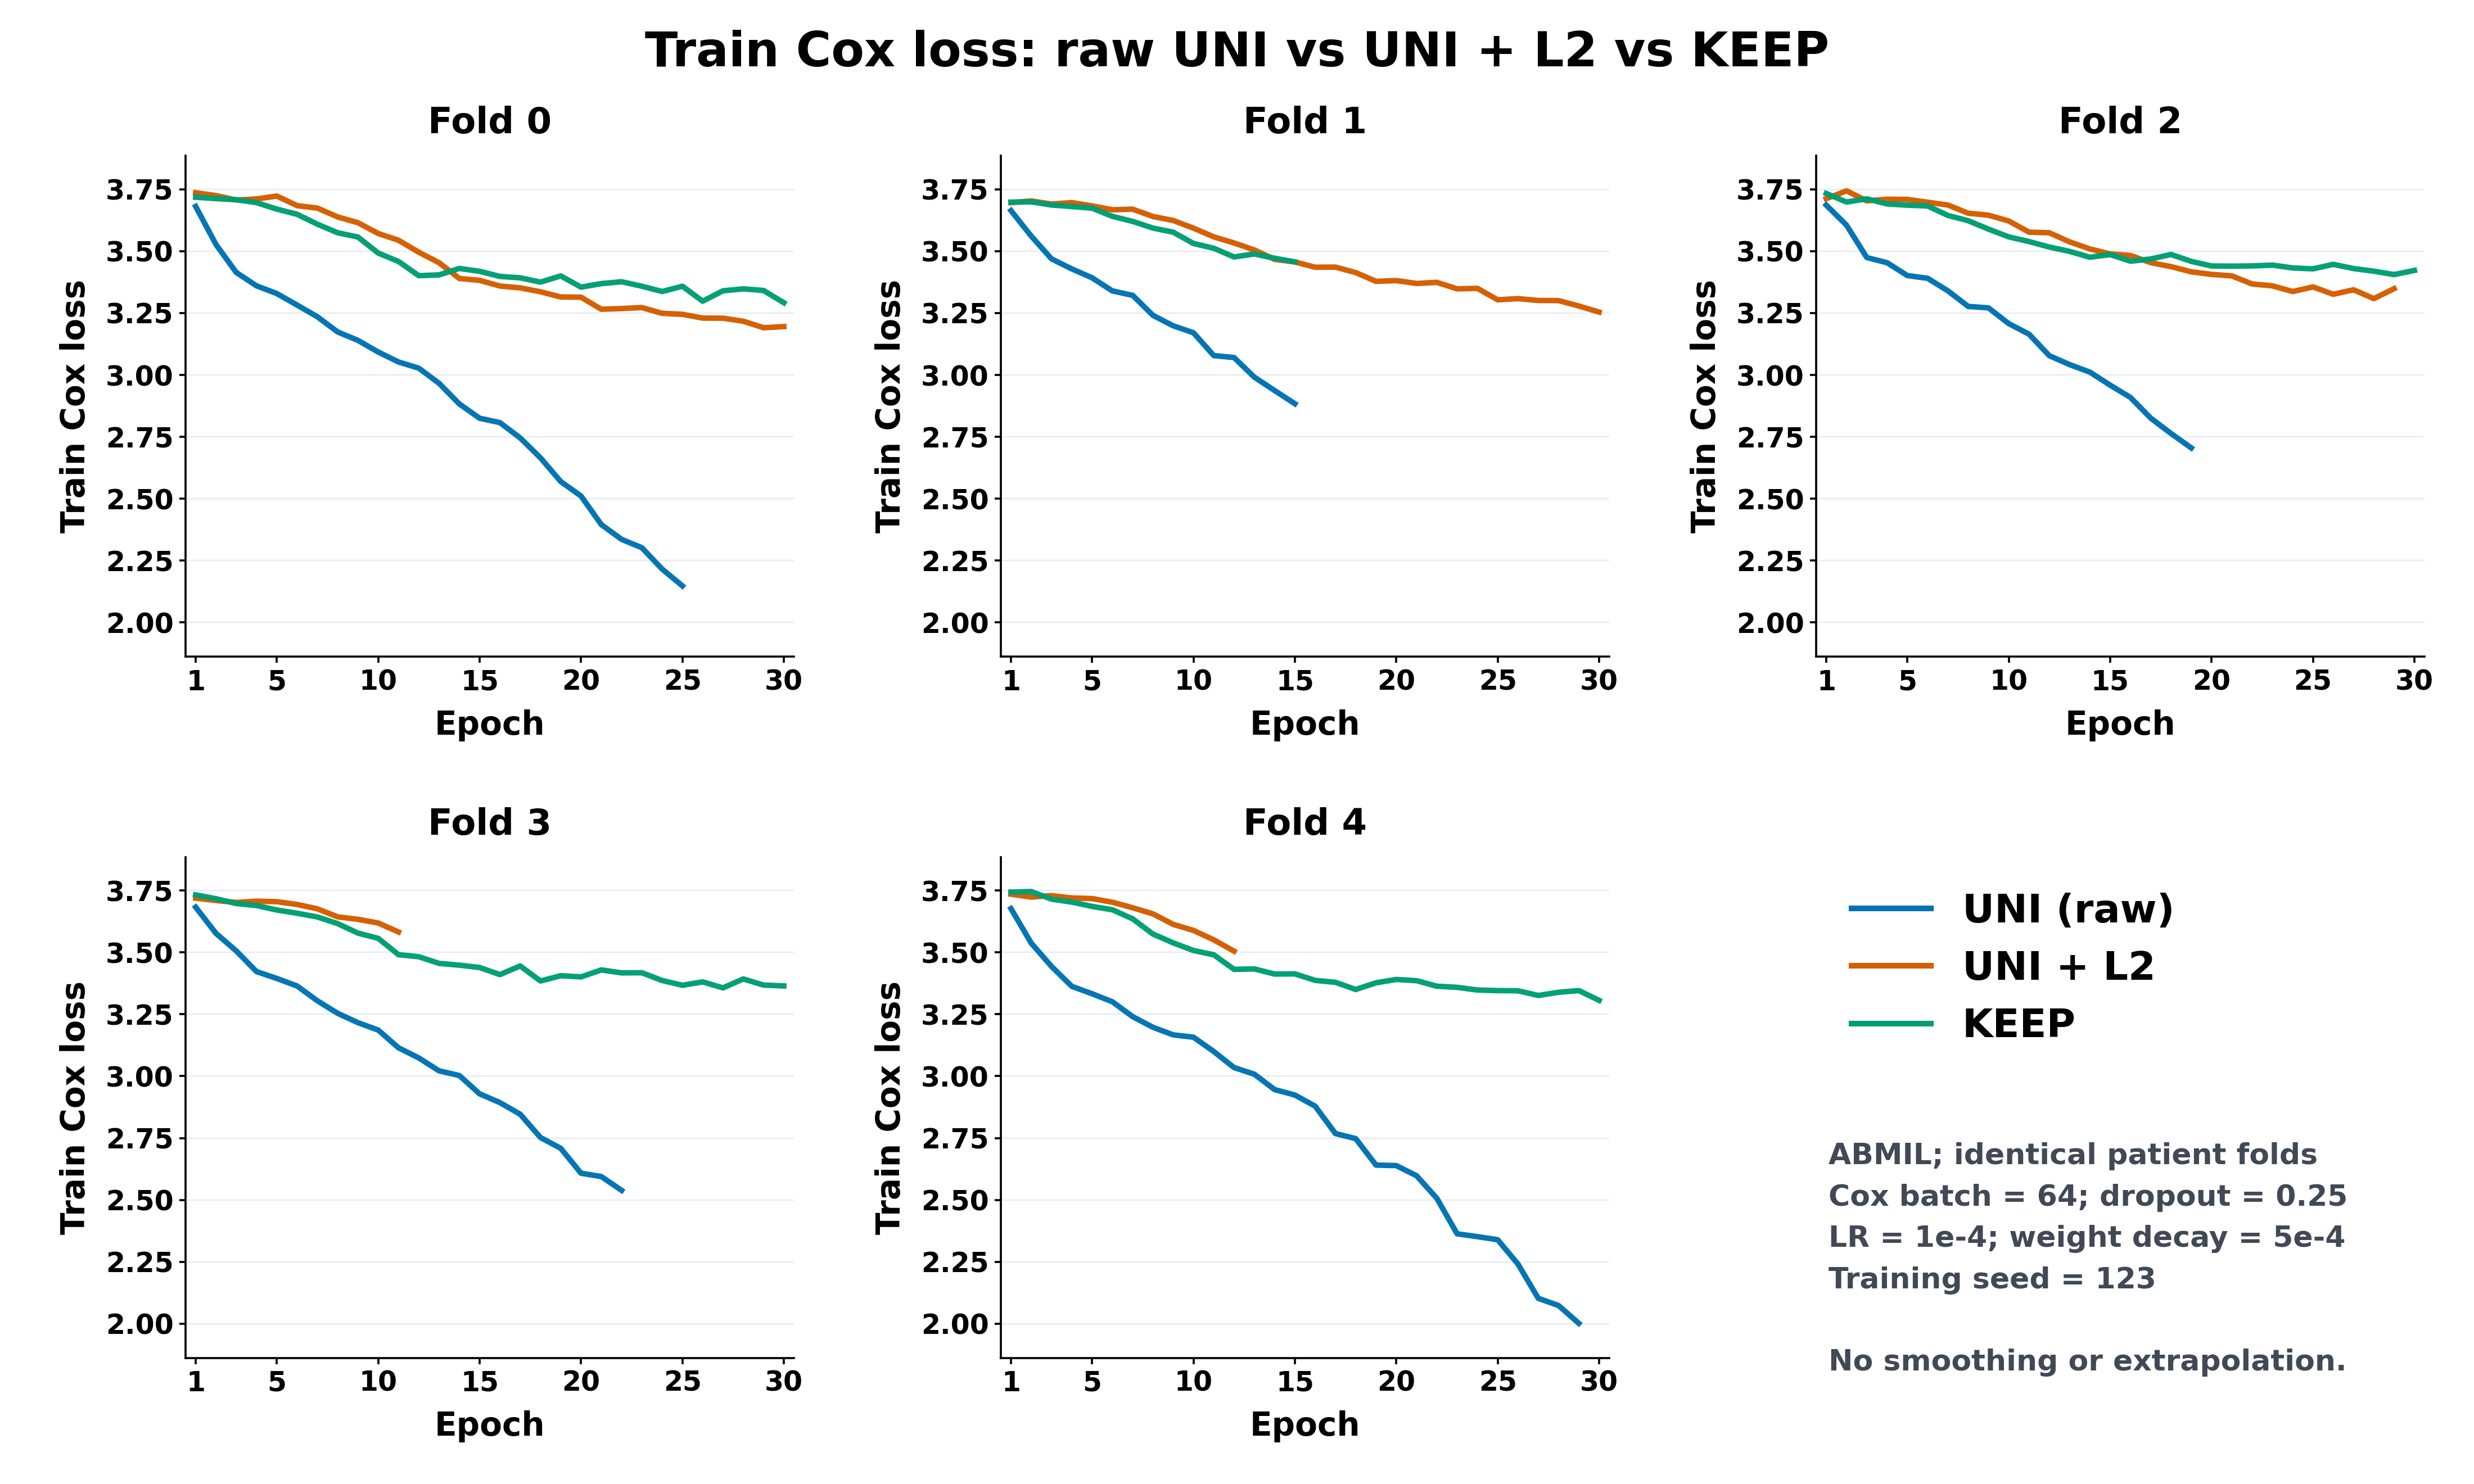 Train Cox loss: raw UNI vs UNI + L2 vs KEEP
Fold 0
Train Cox loss
3.75
3.50
3.25
3.00
2.75
2.50
2.25
2.00
1 5 10 15 20 25 30
Epoch
Fold 1
Train Cox loss
3.75
3.50
3.25
3.00
2.75
2.50
2.25
2.00
1 5 10 15 20 25 30
Epoch
Fold 2
Train Cox loss
3.75
3.50
3.25
3.00
2.75
2.50
2.25
2.00
1 5 10 15 20 25 30
Epoch
Fold 3
Train Cox loss
3.75
3.50
3.25
3.00
2.75
2.50
2.25
2.00
1 5 10 15 20 25 30
Epoch
Fold 4
Train Cox loss
3.75
3.50
3.25
3.00
2.75
2.50
2.25
2.00
1 5 10 15 20 25 30
Epoch
UNI (raw)
UNI + L2
KEEP
ABMIL; identical patient folds
Cox batch = 64; dropout = 0.25
LR = 1e-4; weight decay = 5e-4
Training seed = 123
No smoothing or extrapolation.